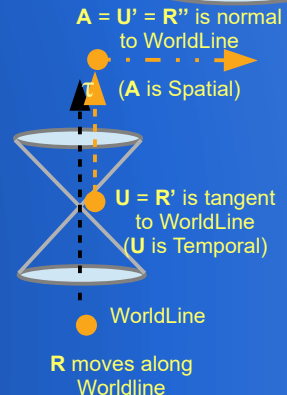 A = U' = R'' is normal
to WorldLine
τ (A is Spatial)
U = R' is tangent
to WorldLine
(U is Temporal)
WorldLine
R moves along
Worldline